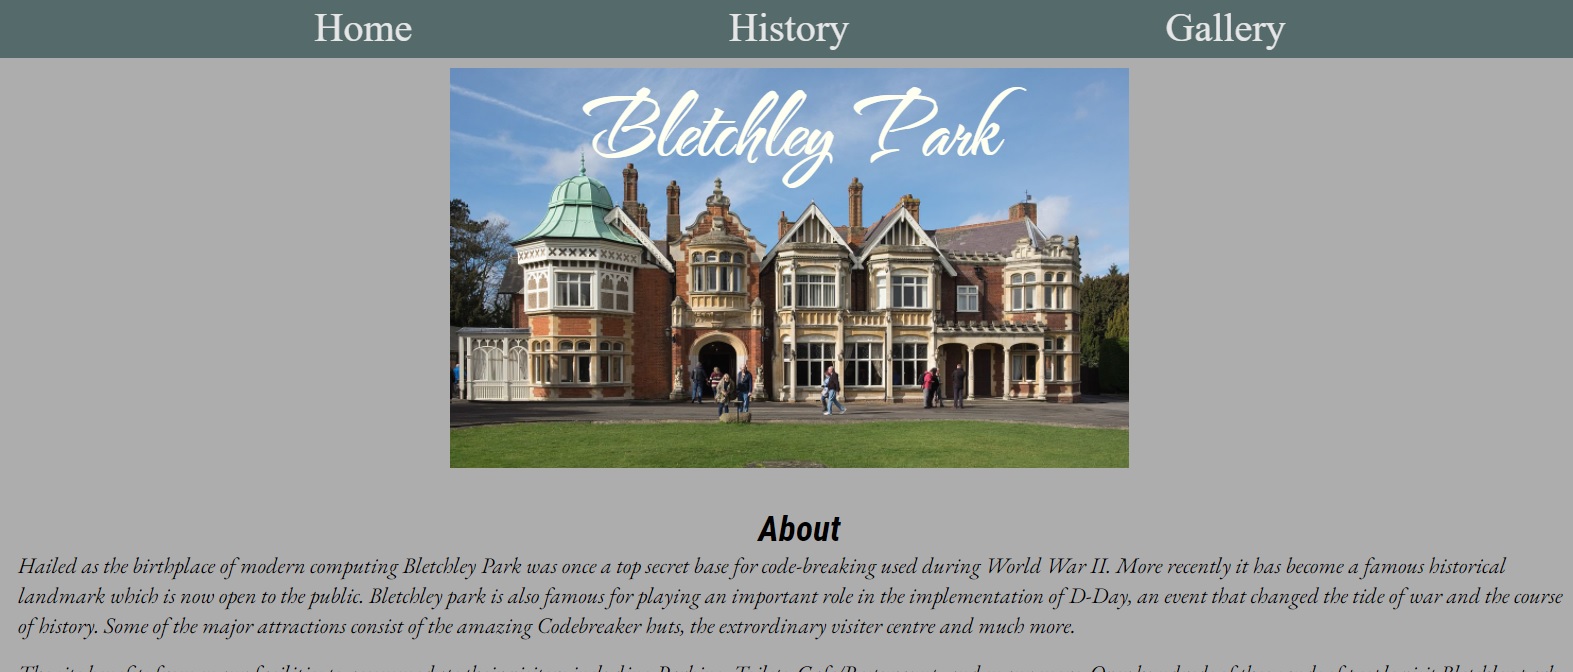 Home History Gallery
Bletchley Park
About
Hailed as the birthplace of modern computing Bletchley Park was once a top secret base for code-breaking used during World War II. More recently it has become a famous historical
landmark which is now open to the public. Bletchley park is also famous for playing an important role in the implementation of D-Day, an event that changed the tide of war and the course
of history. Some of the major attractions consist of the amazing Codebreaker huts, the extrordinary visiter centre and much more.